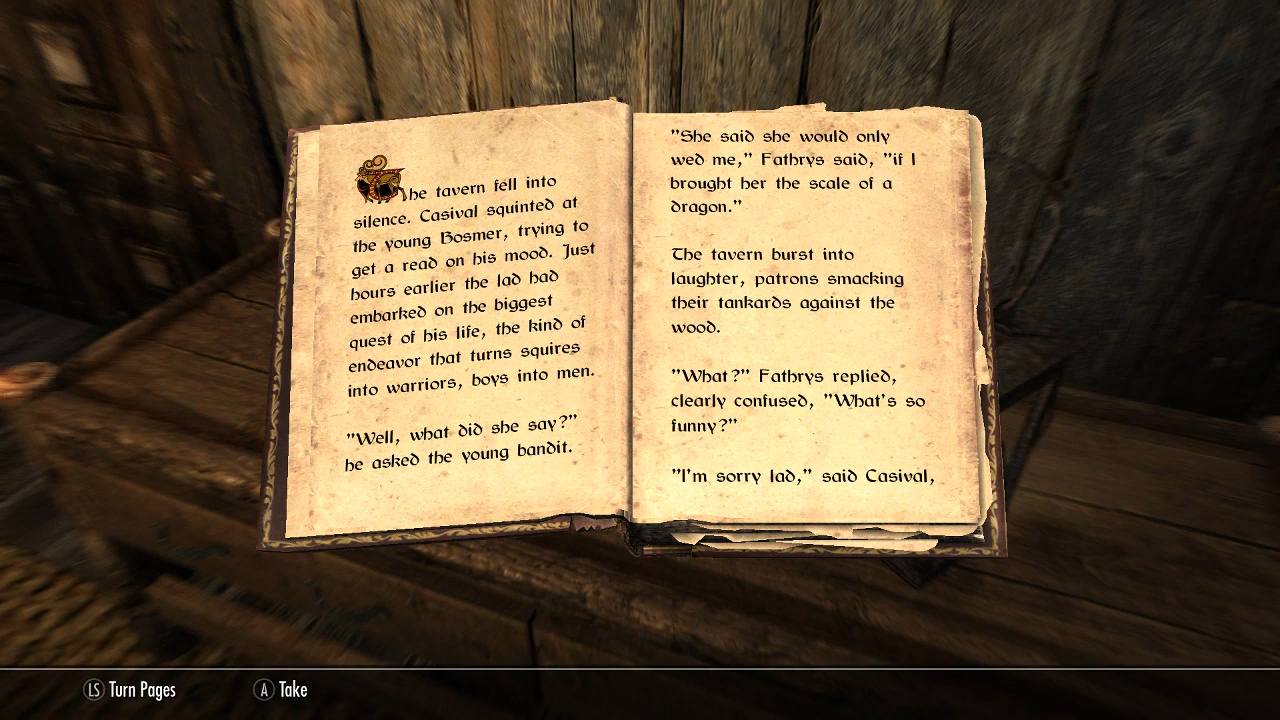 The tavern fell into
silence. Casival squinted at
the young Bosmer, trying to
get a read on his mood. Just
hours earlier the lad had
embarked on the biggest
quest of his life, the kind of
endeavor that turns squires
into warriors, boys into men.
"Well, what did she say?"
he asked the young bandit.
"She said she would only
wed me," Fathrys said, "if I
brought her the scale of a
dragon."
The tavern burst into
laughter, patrons smacking
their tankards against the
wood.
"What?" Fathrys replied,
clearly confused, "What's so
funny?"
"I'm sorry lad," said Casival,
LS Turn Pages
A Take